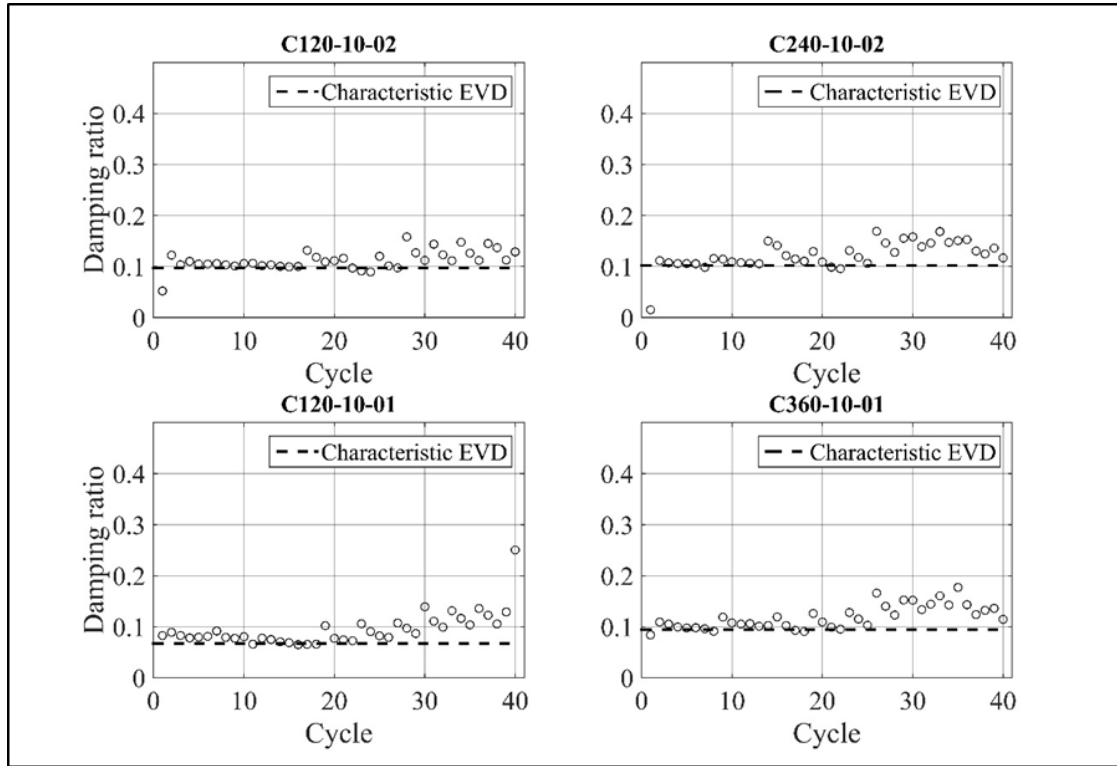 C120-10-02
Characteristic EVD
Damping ratio
0.4
0.3
0.2
0.1
0
0 10 20 30 40
Cycle
C240-10-02
Characteristic EVD
0.4
0.3
0.2
0.1
0
0 10 20 30 40
Cycle
C120-10-01
Characteristic EVD
Damping ratio
0.4
0.3
0.2
0.1
0
0 10 20 30 40
Cycle
C360-10-01
Characteristic EVD
0.4
0.3
0.2
0.1
0
0 10 20 30 40
Cycle